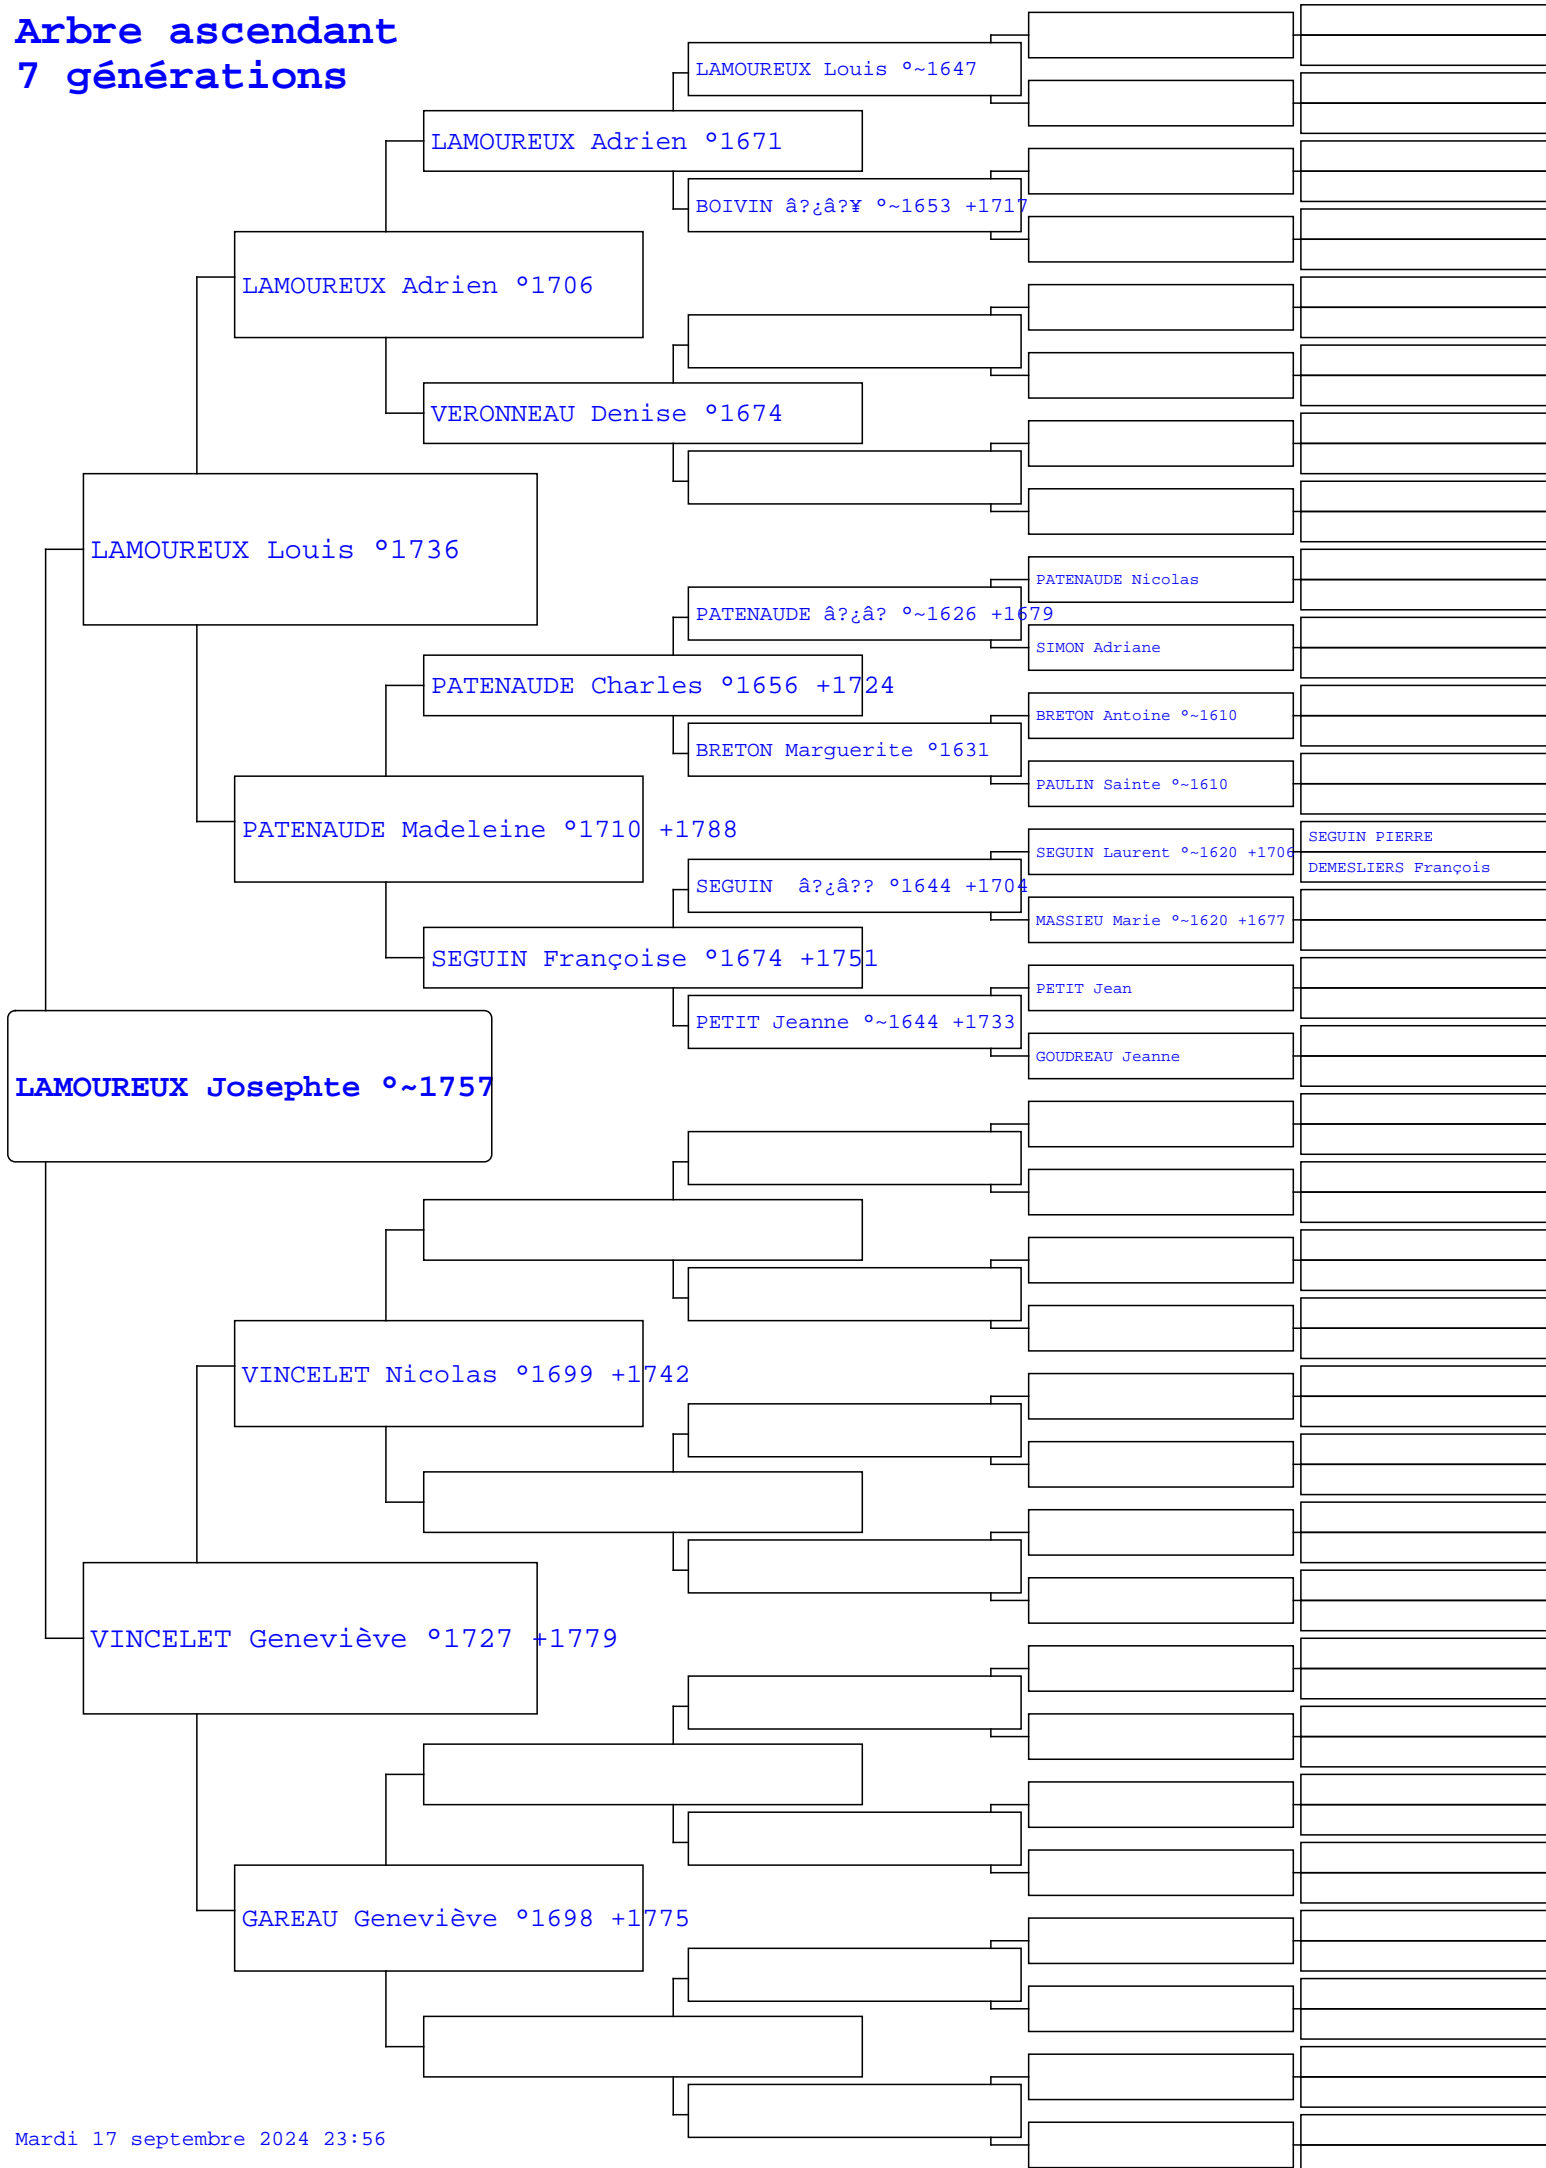 Arbre ascendant
7 générations
LAMOUREUX Louis °~1647
LAMOUREUX Adrien °1671
BOIVIN â?¿â?¥ °~1653 +1717
LAMOUREUX Adrien °1706
VERONNEAU Denise °1674
LAMOUREUX Louis °1736
PATENAUDE Nicolas
PATENAUDE â?¿â? °~1626 +1679
SIMON Adriane
PATENAUDE Charles °1656 +1724
BRETON Antoine °~1610
BRETON Marguerite °1631
PAULIN Sainte °~1610
PATENAUDE Madeleine °1710 +1788
SEGUIN PIERRE
SEGUIN Laurent °~1620 +1706
DEMESLIERS François
SEGUIN  â?¿â?? °1644 +1704
MASSIEU Marie °~1620 +1677
SEGUIN Françoise °1674 +1751
PETIT Jean
PETIT Jeanne °~1644 +1733
GOUDREAU Jeanne
LAMOUREUX Josephte °~1757
VINCELET Nicolas °1699 +1742
VINCELET Geneviève °1727 +1779
GAREAU Geneviève °1698 +1775
Mardi 17 septembre 2024 23:56